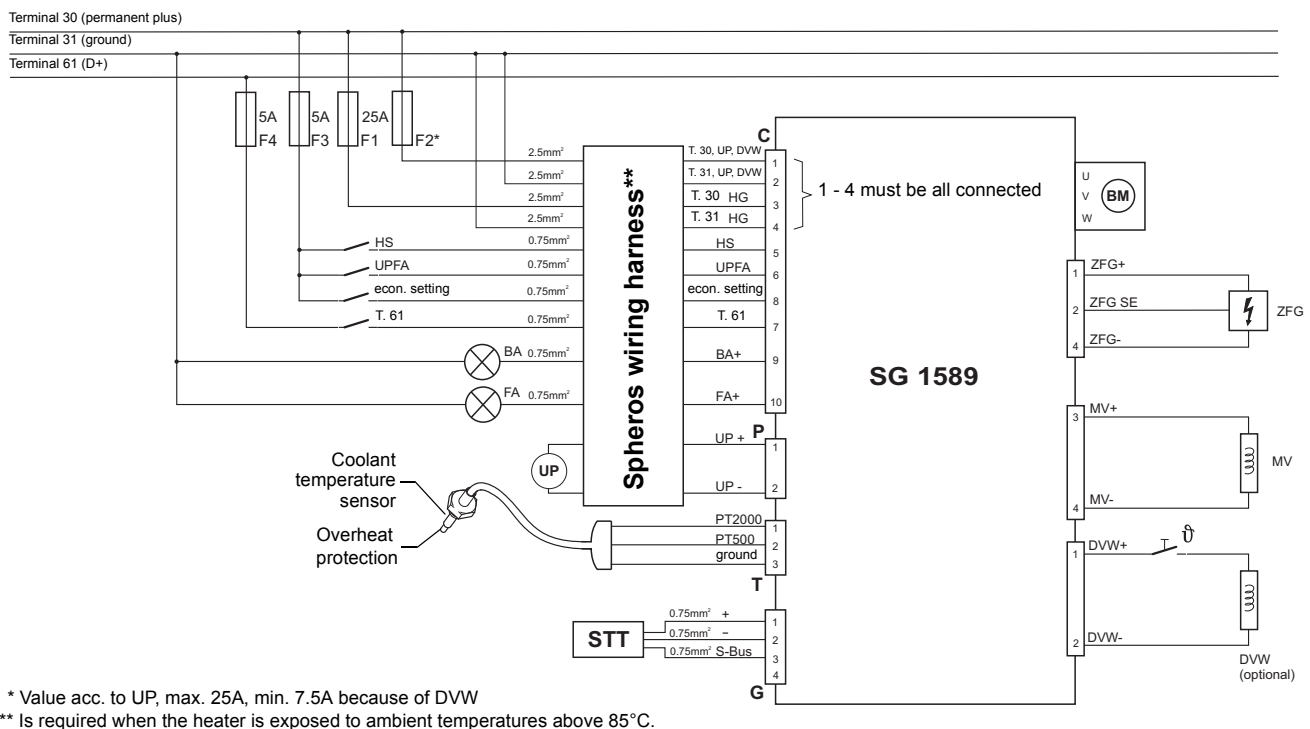 Terminal 30 (permanent plus)
Terminal 31 (ground)
Terminal 61 (D+)
5A
F4
5A
F3
25A
F1
F2*
2.5mm²
2.5mm²
2.5mm²
2.5mm²
HS 0.75mm²
UPFA 0.75mm²
econ. setting 0.75mm²
T. 61 0.75mm²
BA 0.75mm²
FA 0.75mm²
UP
Spheros wiring harness**
C
T. 30, UP, DVW 1
T. 31, UP, DVW 2
T. 30 HG 3
T. 31 HG 4
HS 5
UPFA 6
econ. setting 8
T. 61 7
BA+ 9
FA+ 10
1 - 4 must be all connected
P
UP + 1
UP - 2
Coolant
temperature
sensor
Overheat
protection
PT2000 1
PT500 2
ground 3
T
STT
0.75mm² + 1
0.75mm² - 2
0.75mm² S-Bus 3
4
G
SG 1589
U
V
W
BM
1 ZFG+
2 ZFG SE
4 ZFG-
ZFG
3 MV+
4 MV-
MV
1 DVW+
ϑ
2 DVW-
DVW
(optional)
* Value acc. to UP, max. 25A, min. 7.5A because of DVW
** Is required when the heater is exposed to ambient temperatures above 85°C.